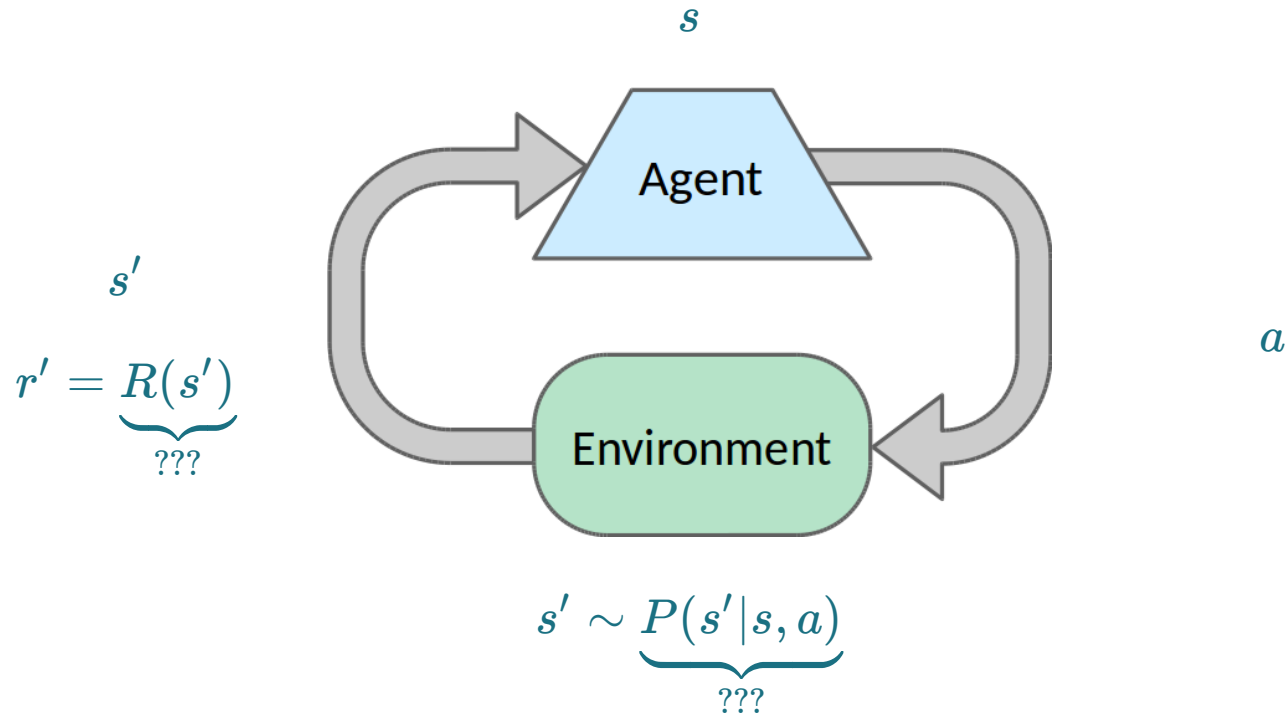 s
Agent
s′
a
r′ = R(s′)
???
Environment
s′ ∼ P(s′|s, a)
???